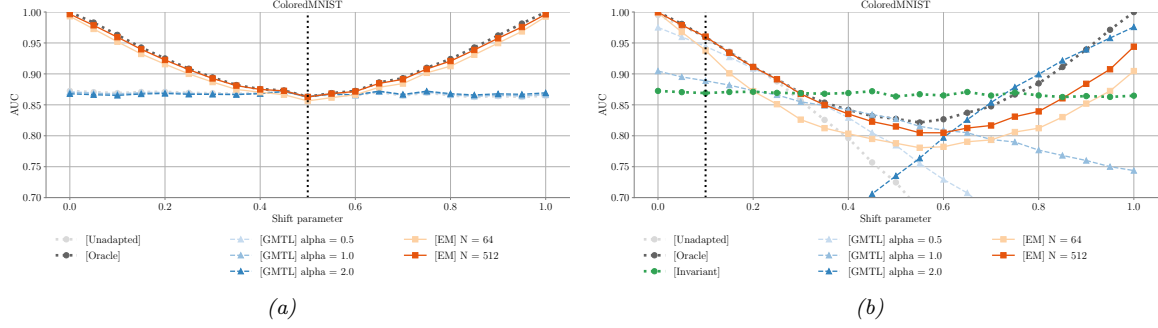 ColoredMNIST
1.00
0.95
0.90
0.85
0.80
0.75
0.70
AUC
0.0 0.2 0.4 0.6 0.8 1.0
Shift parameter
[Unadapted] [GMTL] alpha = 0.5 [EM] N = 64
[Oracle] [GMTL] alpha = 1.0 [EM] N = 512
[GMTL] alpha = 2.0
(a)
ColoredMNIST
1.00
0.95
0.90
0.85
0.80
0.75
0.70
AUC
0.0 0.2 0.4 0.6 0.8 1.0
Shift parameter
[Unadapted] [GMTL] alpha = 0.5 [EM] N = 64
[Oracle] [GMTL] alpha = 1.0 [EM] N = 512
[Invariant] [GMTL] alpha = 2.0
(b)